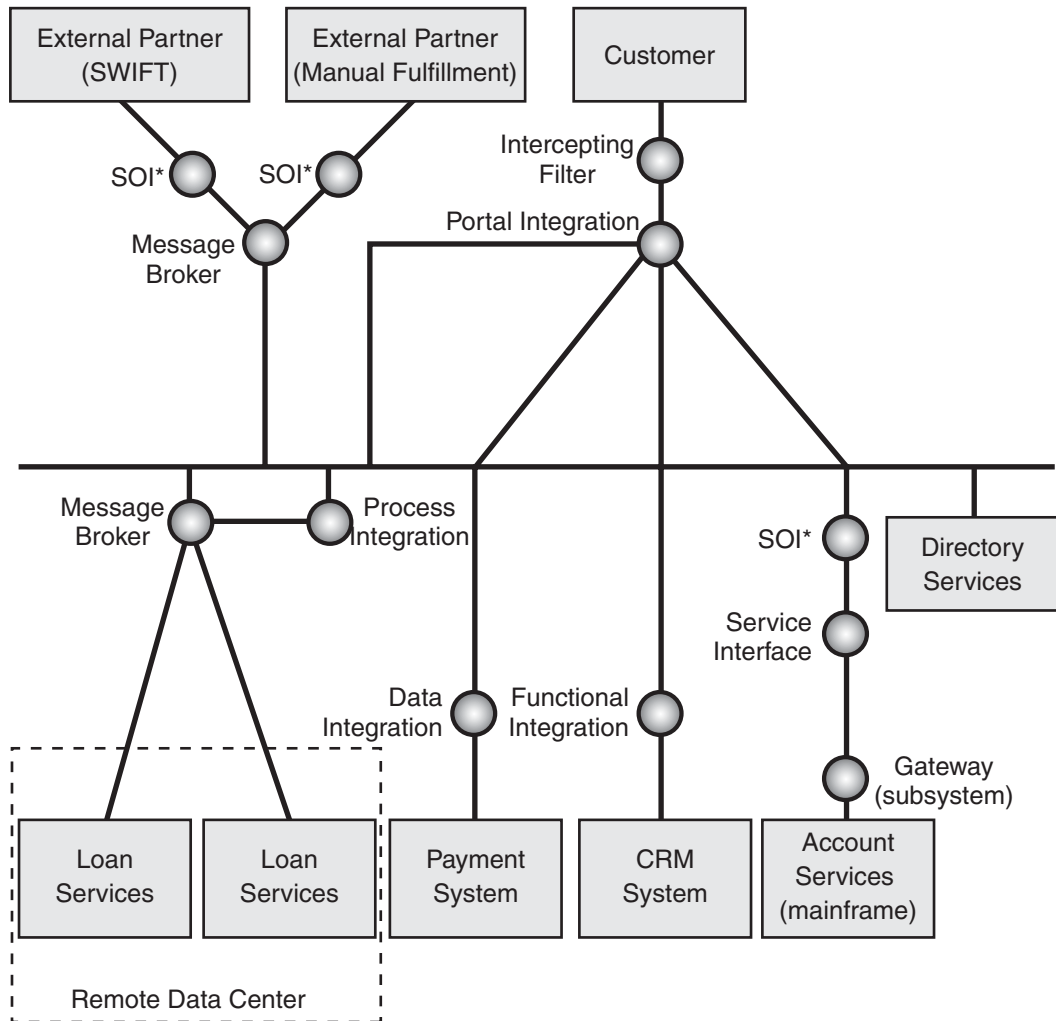 External Partner
(SWIFT)
External Partner
(Manual Fulfillment)
Customer
Intercepting
Filter
SOI*
SOI*
Portal Integration
Message
Broker
Message
Broker
Process
Integration
SOI*
Directory
Services
Service
Interface
Data
Integration
Functional
Integration
Gateway
(subsystem)
Loan
Services
Loan
Services
Payment
System
CRM
System
Account
Services
(mainframe)
Remote Data Center